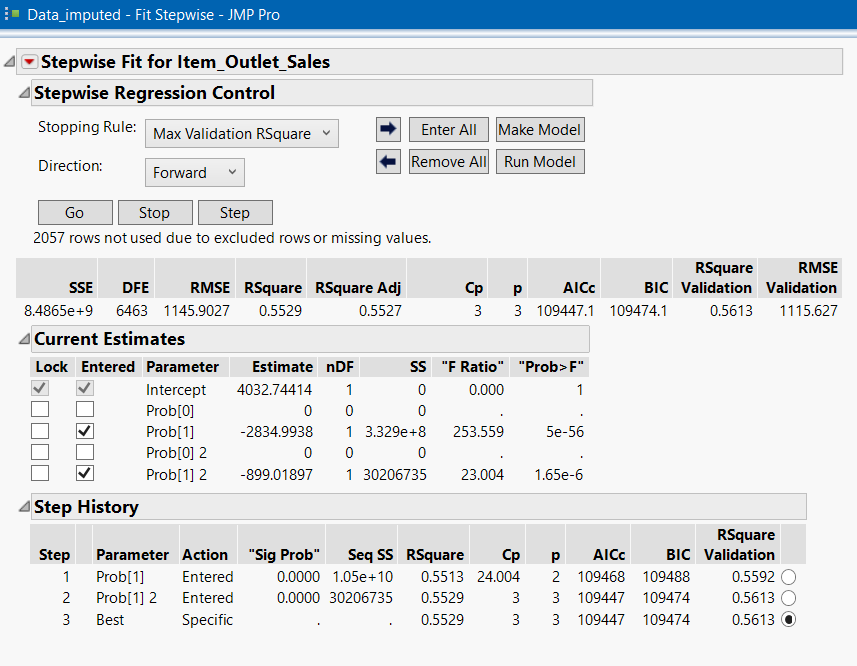 Data_imputed - Fit Stepwise - JMP Pro
Stepwise Fit for Item_Outlet_Sales
Stepwise Regression Control
Stopping Rule: Max Validation RSquare Enter All Make Model
Direction: Forward Remove All Run Model
Go Stop Step
2057 rows not used due to excluded rows or missing values.
RSquare RMSE
SSE DFE RMSE RSquare RSquare Adj Cp p AICc BIC Validation Validation
8.4865e+9 6463 1145.9027 0.5529 0.5527 3 3 109447.1 109474.1 0.5613 1115.627
Current Estimates
Lock Entered Parameter Estimate nDF SS "F Ratio" "Prob>F"
Intercept 4032.74414 1 0 0.000 1
Prob[0] 0 0 0 . .
Prob[1] -2834.9938 1 3.329e+8 253.559 5e-56
Prob[0] 2 0 0 0 . .
Prob[1] 2 -899.01897 1 30206735 23.004 1.65e-6
Step History
RSquare
Step Parameter Action "Sig Prob" Seq SS RSquare Cp p AICc BIC Validation
1 Prob[1] Entered 0.0000 1.05e+10 0.5513 24.004 2 109468 109488 0.5592
2 Prob[1] 2 Entered 0.0000 30206735 0.5529 3 3 109447 109474 0.5613
3 Best Specific . . 0.5529 3 3 109447 109474 0.5613